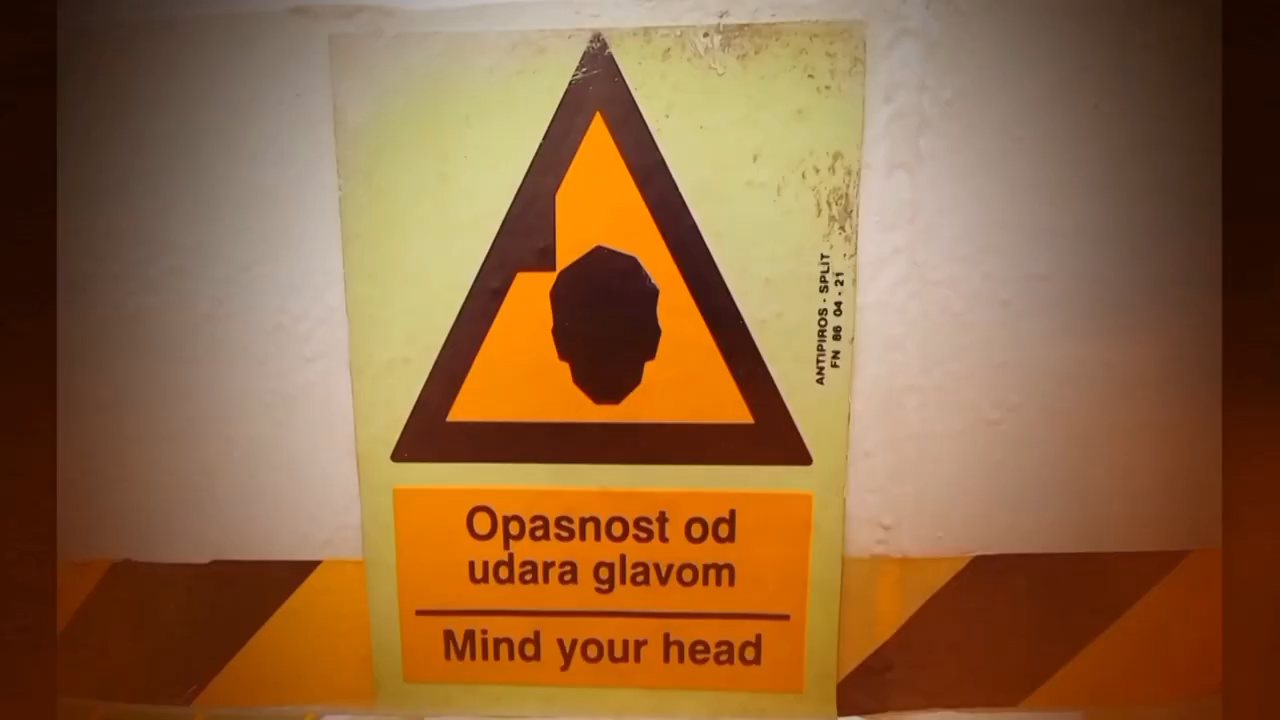 ANTIPIROS - SPLIT
FN 86 04 - 21
Opasnost od
udara glavom
Mind your head